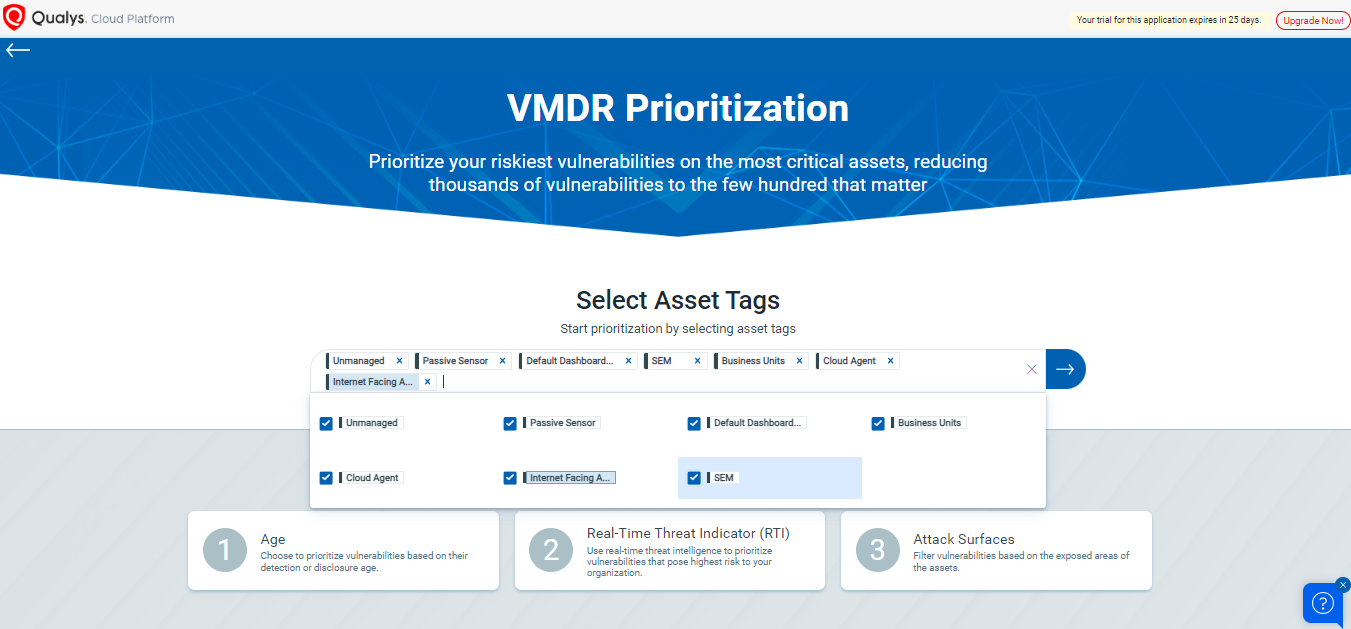 Qualys. Cloud Platform
Your trial for this application expires in 25 days. Upgrade Now!
VMDR Prioritization
Prioritize your riskiest vulnerabilities on the most critical assets, reducing
thousands of vulnerabilities to the few hundred that matter
Select Asset Tags
Start prioritization by selecting asset tags
Unmanaged × Passive Sensor × Default Dashboard... × SEM × Business Units × Cloud Agent ×
Internet Facing A... ×
Unmanaged Passive Sensor Default Dashboard... Business Units
Cloud Agent Internet Facing A... SEM
1
Age
Choose to prioritize vulnerabilities based on their
detection or disclosure age.
2
Real-Time Threat Indicator (RTI)
Use real-time threat intelligence to prioritize
vulnerabilities that pose highest risk to your
organization.
3
Attack Surfaces
Filter vulnerabilities based on the exposed areas of
the assets.
?